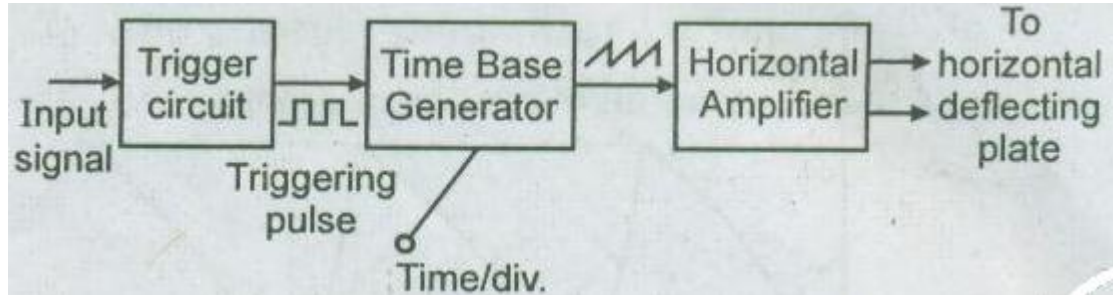 Input
signal
Trigger
circuit
Triggering
pulse
Time Base
Generator
Time/div.
Horizontal
Amplifier
To
horizontal
deflecting
plate